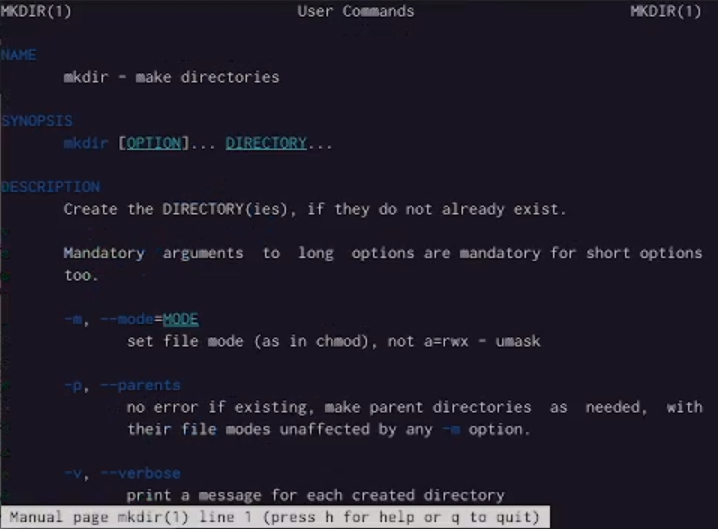 MKDIR(1) User Commands MKDIR(1)
NAME
mkdir - make directories
SYNOPSIS
mkdir [OPTION]... DIRECTORY...
DESCRIPTION
Create the DIRECTORY(ies), if they do not already exist.
Mandatory arguments to long options are mandatory for short options
too.
-m, --mode=MODE
set file mode (as in chmod), not a=rwx - umask
-p, --parents
no error if existing, make parent directories as needed, with
their file modes unaffected by any -m option.
-v, --verbose
print a message for each created directory
Manual page mkdir(1) line 1 (press h for help or q to quit)